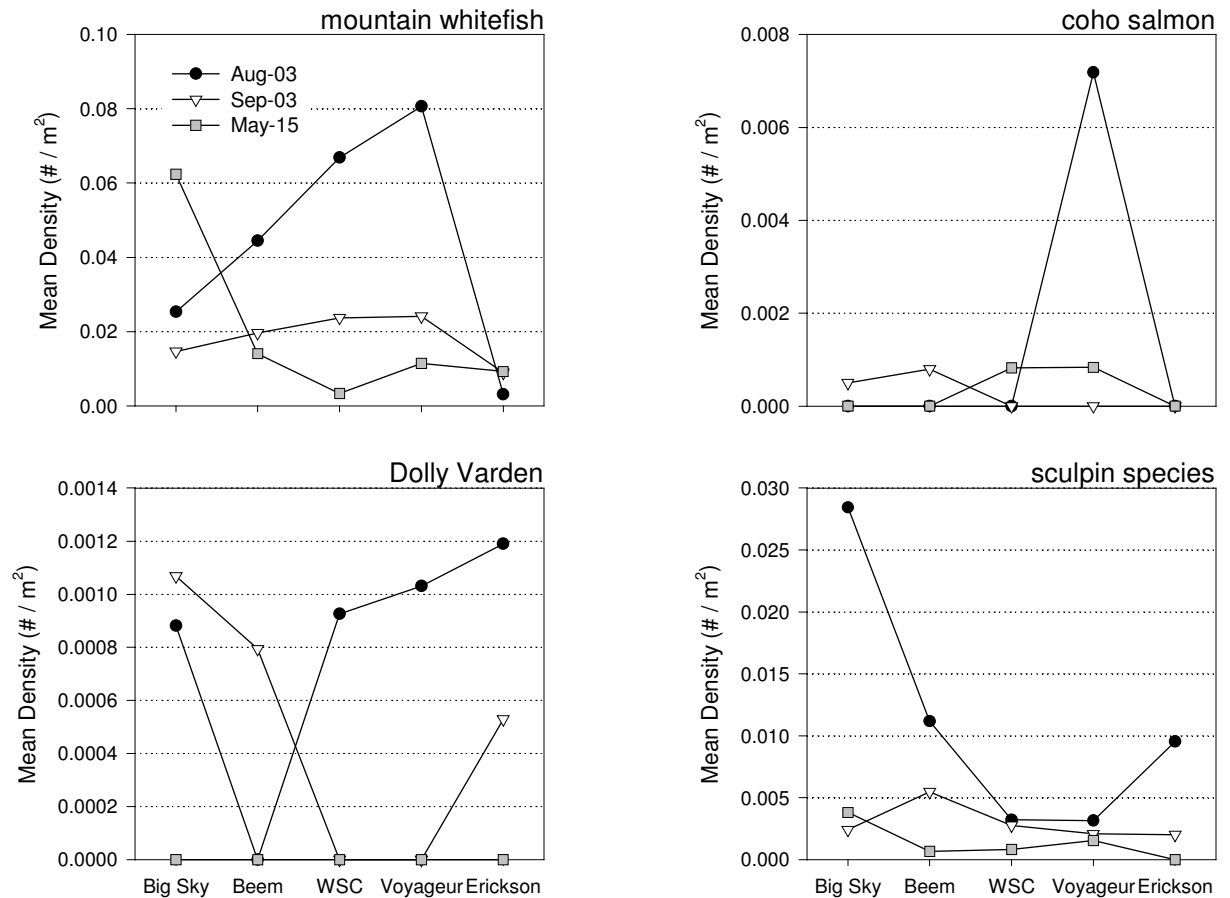 mountain whitefish
0.10
0.08
0.06
0.04
0.02
0.00
Mean Density (# / m²)
Aug-03
Sep-03
May-15
coho salmon
0.008
0.006
0.004
0.002
0.000
Mean Density (# / m²)
Dolly Varden
0.0014
0.0012
0.0010
0.0008
0.0006
0.0004
0.0002
0.0000
Mean Density (# / m²)
Big Sky Beem WSC Voyageur Erickson
sculpin species
0.030
0.025
0.020
0.015
0.010
0.005
0.000
Mean Density (# / m²)
Big Sky Beem WSC Voyageur Erickson